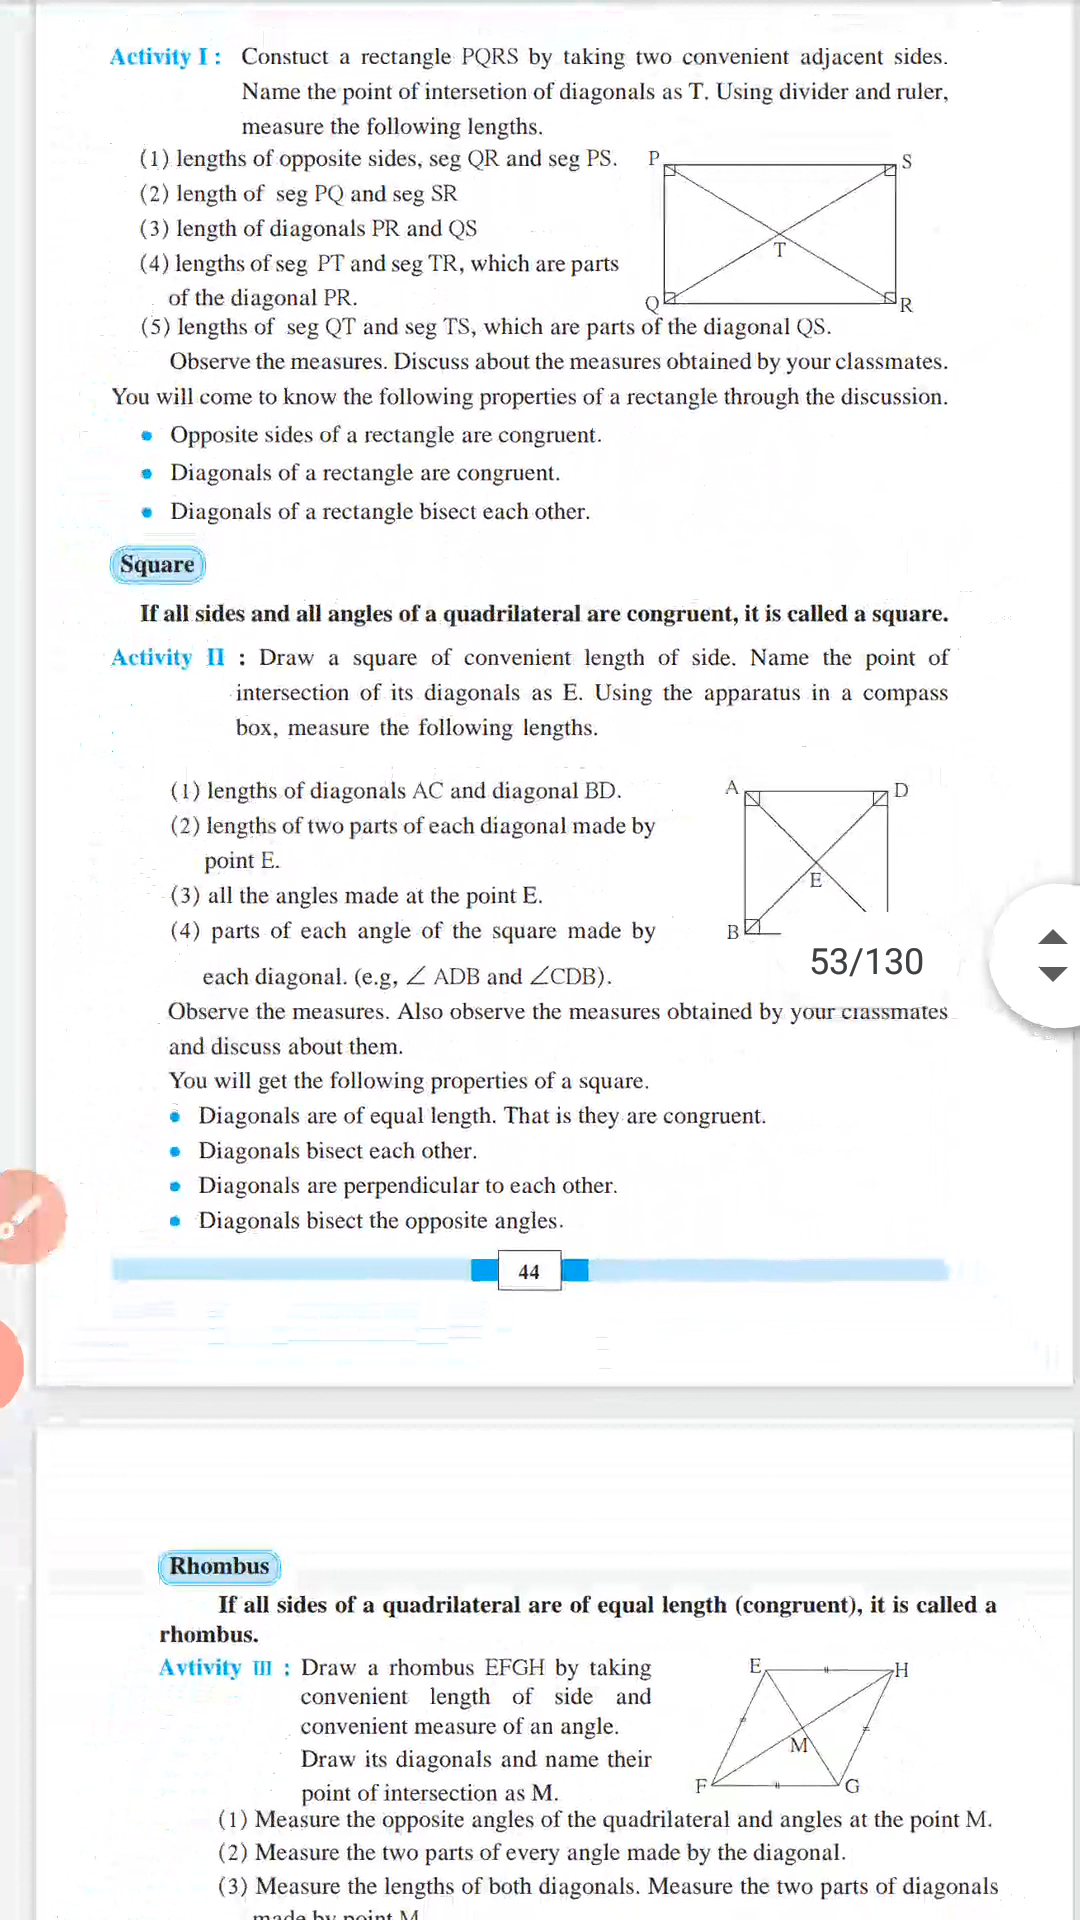 Activity I : Constuct a rectangle PQRS by taking two convenient adjacent sides.
Name the point of intersetion of diagonals as T. Using divider and ruler,
measure the following lengths.
(1) lengths of opposite sides, seg QR and seg PS.
(2) length of seg PQ and seg SR
(3) length of diagonals PR and QS
(4) lengths of seg PT and seg TR, which are parts
of the diagonal PR.
P
S
T
Q
R
(5) lengths of seg QT and seg TS, which are parts of the diagonal QS.
Observe the measures. Discuss about the measures obtained by your classmates.
You will come to know the following properties of a rectangle through the discussion.
• Opposite sides of a rectangle are congruent.
• Diagonals of a rectangle are congruent.
• Diagonals of a rectangle bisect each other.
Square
If all sides and all angles of a quadrilateral are congruent, it is called a square.
Activity II : Draw a square of convenient length of side. Name the point of
intersection of its diagonals as E. Using the apparatus in a compass
box, measure the following lengths.
(1) lengths of diagonals AC and diagonal BD.
(2) lengths of two parts of each diagonal made by
point E.
(3) all the angles made at the point E.
(4) parts of each angle of the square made by
each diagonal. (e.g, ∠ ADB and ∠CDB).
A
D
E
B
53/130
Observe the measures. Also observe the measures obtained by your classmates
and discuss about them.
You will get the following properties of a square.
• Diagonals are of equal length. That is they are congruent.
• Diagonals bisect each other.
• Diagonals are perpendicular to each other.
• Diagonals bisect the opposite angles.
44
Rhombus
If all sides of a quadrilateral are of equal length (congruent), it is called a
rhombus.
Avtivity III : Draw a rhombus EFGH by taking
convenient length of side and
convenient measure of an angle.
Draw its diagonals and name their
point of intersection as M.
E
H
M
F
G
(1) Measure the opposite angles of the quadrilateral and angles at the point M.
(2) Measure the two parts of every angle made by the diagonal.
(3) Measure the lengths of both diagonals. Measure the two parts of diagonals
made by point M